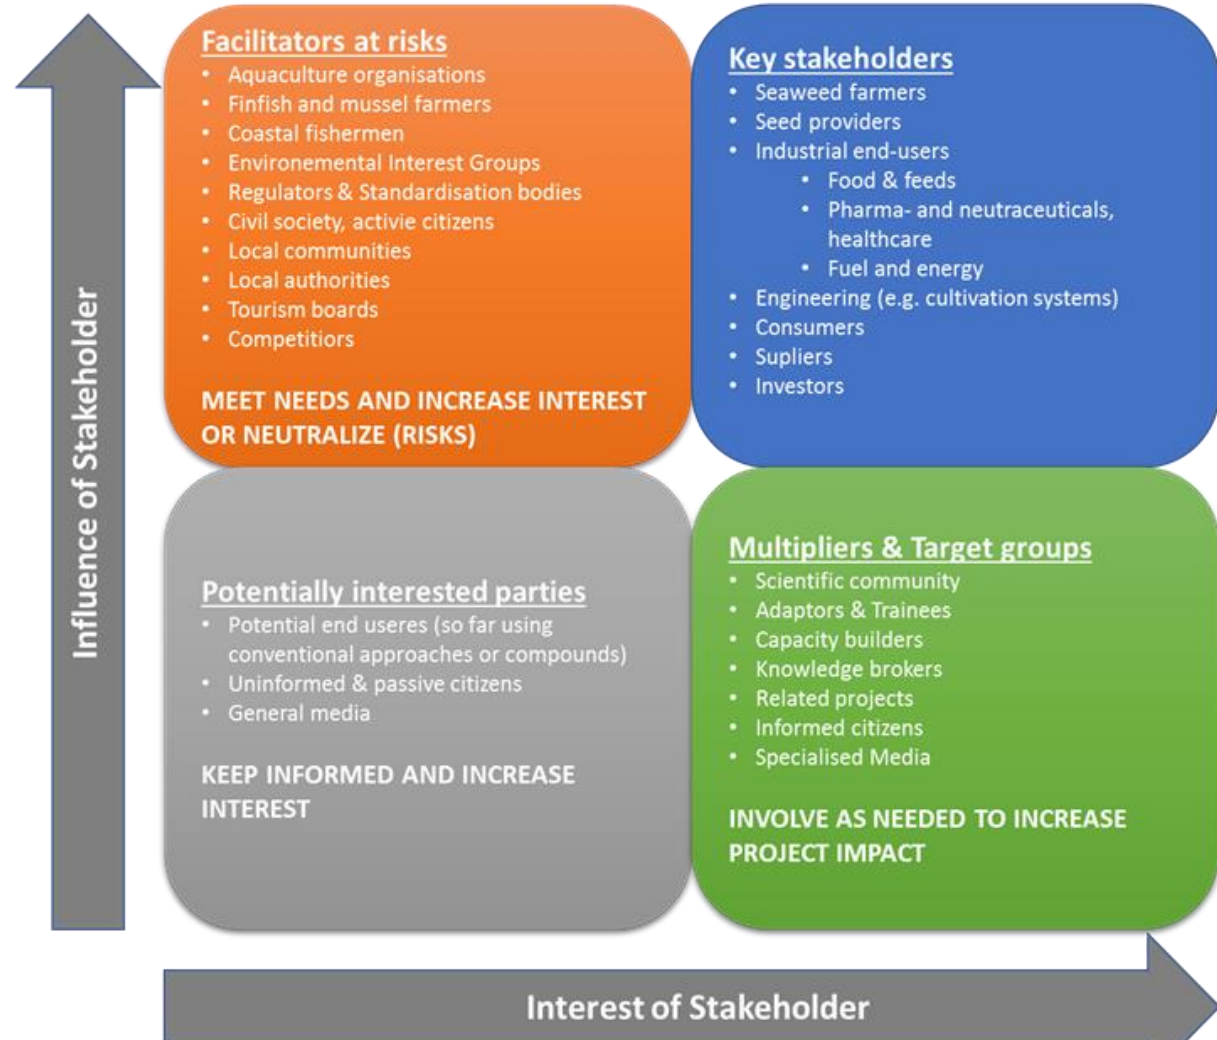 Influence of Stakeholder
Facilitators at risks
• Aquaculture organisations
• Finfish and mussel farmers
• Coastal fishermen
• Environemental Interest Groups
• Regulators & Standardisation bodies
• Civil society, activie citizens
• Local communities
• Local authorities
• Tourism boards
• Competitiors
MEET NEEDS AND INCREASE INTEREST
OR NEUTRALIZE (RISKS)
Key stakeholders
• Seaweed farmers
• Seed providers
• Industrial end-users
• Food & feeds
• Pharma- and neutraceuticals,
healthcare
• Fuel and energy
• Engineering (e.g. cultivation systems)
• Consumers
• Supliers
• Investors
Potentially interested parties
• Potential end useres (so far using
conventional approaches or compounds)
• Uninformed & passive citizens
• General media
KEEP INFORMED AND INCREASE
INTEREST
Multipliers & Target groups
• Scientific community
• Adaptors & Trainees
• Capacity builders
• Knowledge brokers
• Related projects
• Informed citizens
• Specialised Media
INVOLVE AS NEEDED TO INCREASE
PROJECT IMPACT
Interest of Stakeholder